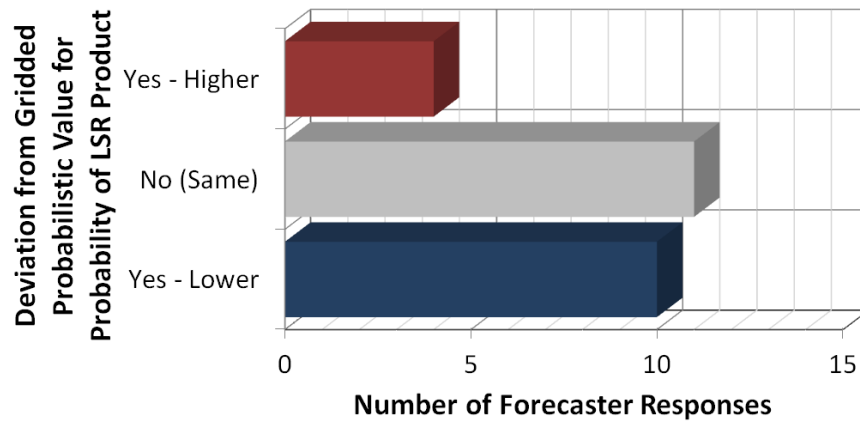 Deviation from Gridded
Probabilistic Value for
Probability of LSR Product
Yes - Higher
No (Same)
Yes - Lower
0 5 10 15
Number of Forecaster Responses